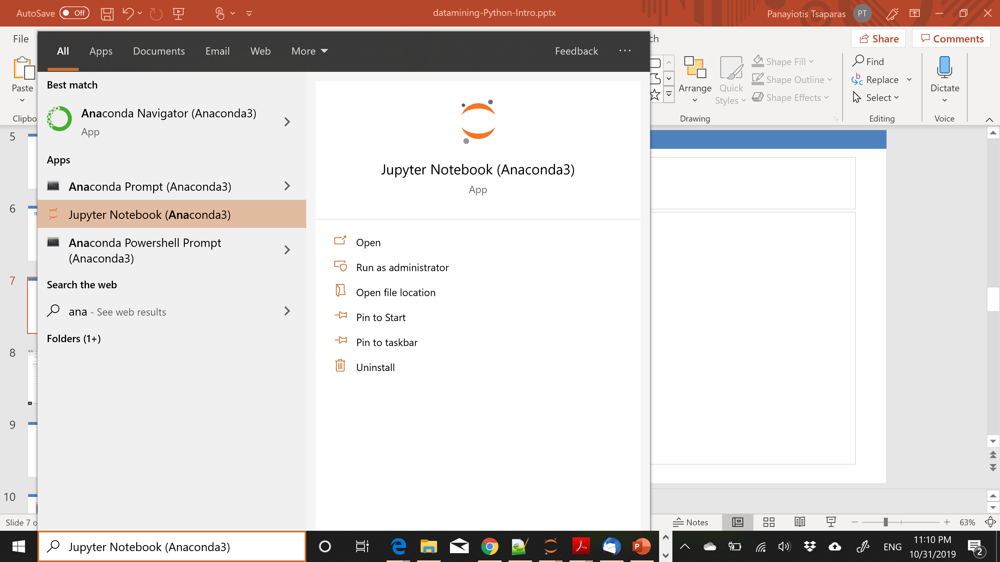 AutoSave Off
datamining-Python-Intro.pptx
Panayiotis Tsaparas PT
File
ch
Share
Comments
All Apps Documents Email Web More Feedback ...
Paste
Clipbo
Arrange
Quick
Styles
Shape Fill
Shape Outline
Shape Effects
Drawing
Find
Replace
Select
Editing
Dictate
Voice
Best match
Anaconda Navigator (Anaconda3)
App
Apps
Anaconda Prompt (Anaconda3)
Jupyter Notebook (Anaconda3)
Anaconda Powershell Prompt
(Anaconda3)
Search the web
ana - See web results
Folders (1+)
Jupyter Notebook (Anaconda3)
App
Open
Run as administrator
Open file location
Pin to Start
Pin to taskbar
Uninstall
5
6
Th
7
8
9
10
Slide 7 o
Notes
63%
Jupyter Notebook (Anaconda3)
ENG
11:10 PM
10/31/2019
2